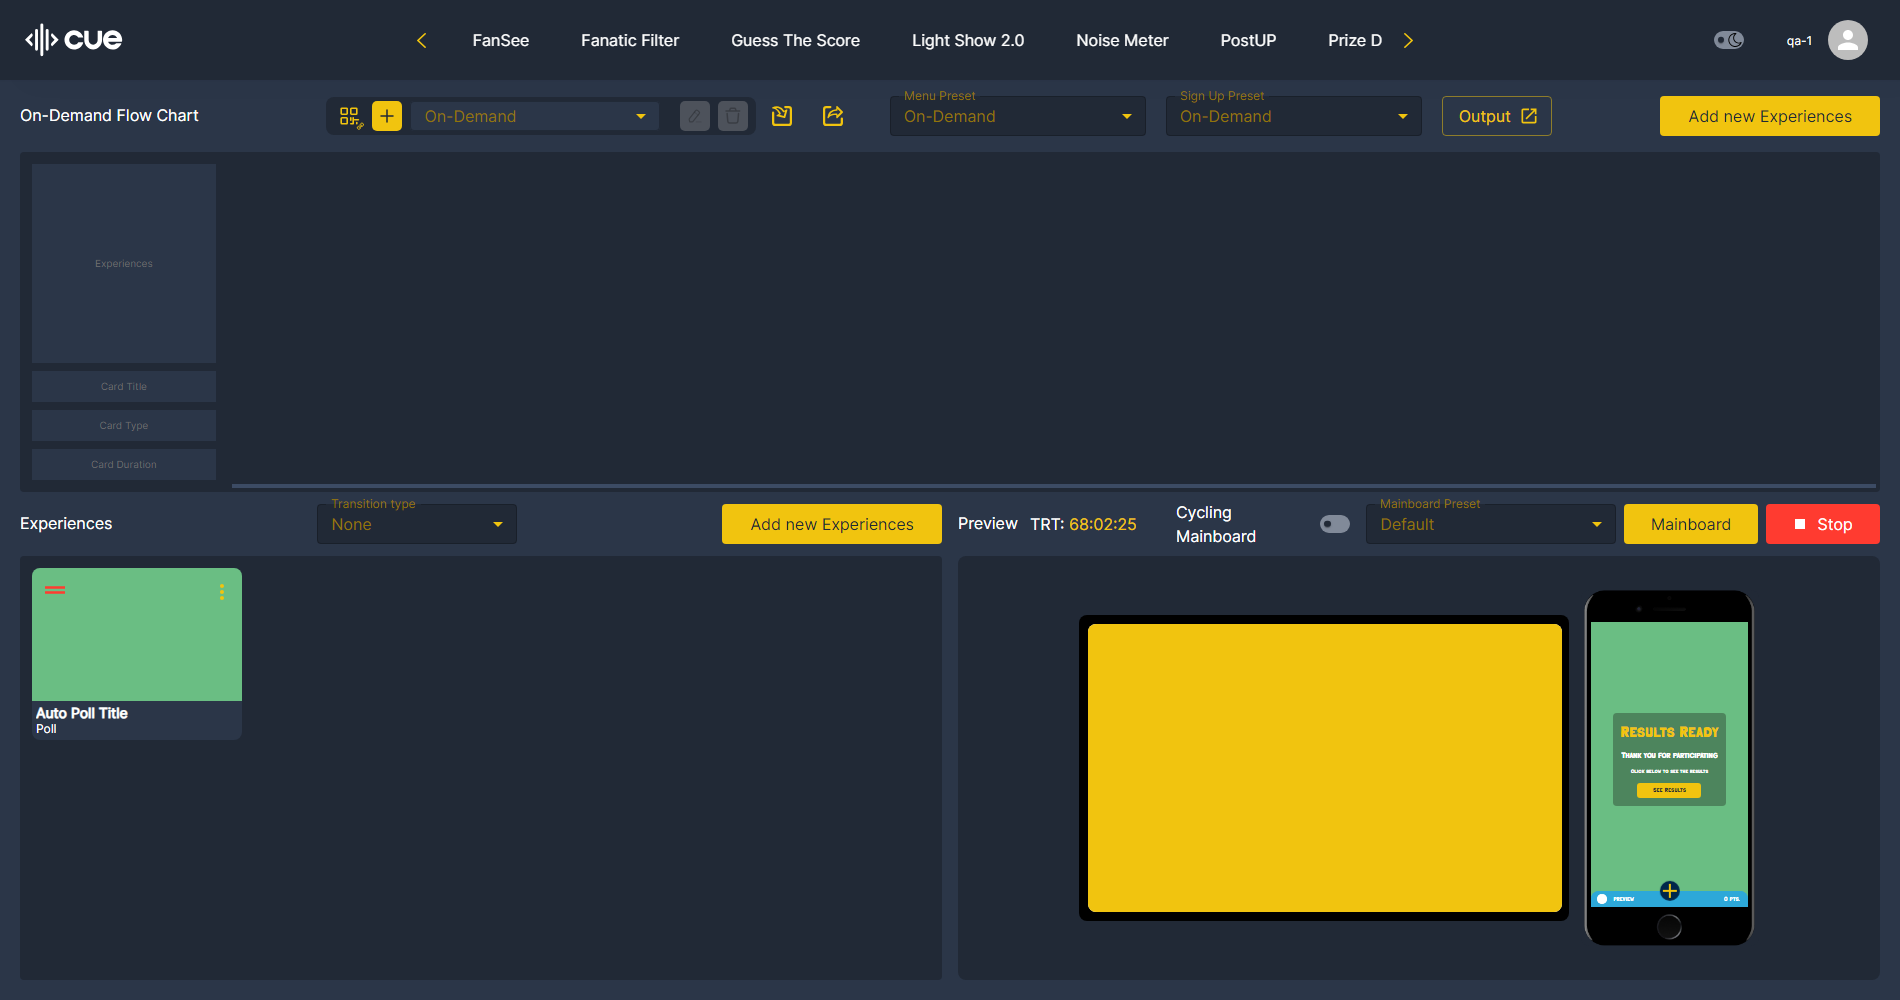 cue
FanSee
Fanatic Filter
Guess The Score
Light Show 2.0
Noise Meter
PostUP
Prize D
qa-1
On-Demand Flow Chart
On-Demand
Menu Preset
On-Demand
Sign Up Preset
On-Demand
Output
Add new Experiences
Experiences
Card Title
Card Type
Card Duration
Experiences
Transition type
None
Add new Experiences
Preview
TRT: 68:02:25
Cycling
Mainboard
Mainboard Preset
Default
Mainboard
Stop
Auto Poll Title
Poll
Results Ready
Thank you for participating
Click below to see the results
See Results
Preview
0 pts.